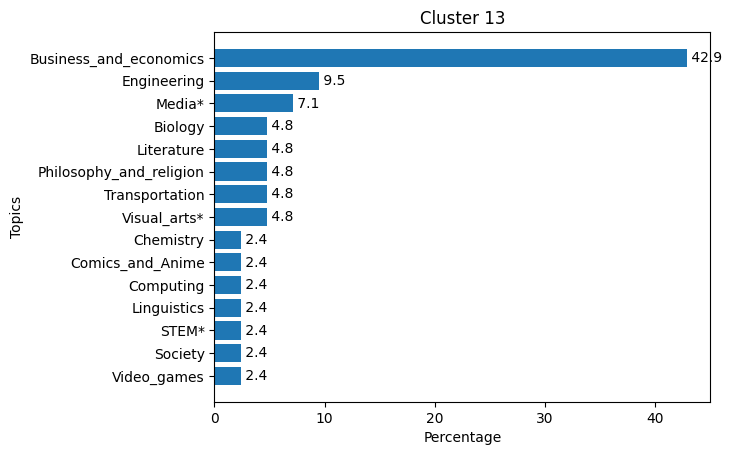 Cluster 13
Topics
Business_and_economics 42.9
Engineering 9.5
Media* 7.1
Biology 4.8
Literature 4.8
Philosophy_and_religion 4.8
Transportation 4.8
Visual_arts* 4.8
Chemistry 2.4
Comics_and_Anime 2.4
Computing 2.4
Linguistics 2.4
STEM* 2.4
Society 2.4
Video_games 2.4
0 10 20 30 40
Percentage